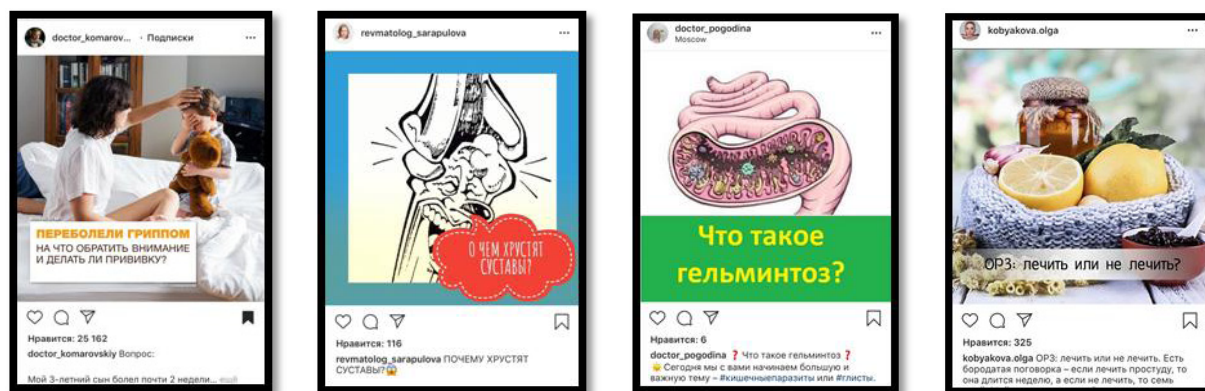 doctor_komarov... · Подписки
ПЕРЕБОЛЕЛИ ГРИППОМ
НА ЧТО ОБРАТИТЬ ВНИМАНИЕ
И ДЕЛАТЬ ЛИ ПРИВИВКУ?
Нравится: 25 162
doctor_komarovskiy Вопрос:
Мой 3-летний сын болел почти 2 недели... ещё
revmatolog_sarapulova
О ЧЕМ ХРУСТЯТ
СУСТАВЫ?
Нравится: 116
revmatolog_sarapulova ПОЧЕМУ ХРУСТЯТ
СУСТАВЫ?😱
doctor_pogodina
Moscow
Что такое
гельминтоз?
Нравится: 6
doctor_pogodina ❓ Что такое гельминтоз ❓
🌟 Сегодня мы с вами начинаем большую и
важную тему – #кишечныепаразиты или #глисты.
kobyakova.olga
ОРЗ: лечить или не лечить?
Нравится: 325
kobyakova.olga ОРЗ: лечить или не лечить. Есть
бородатая поговорка – если лечить простуду, то
она длится неделю, а если не лечить, то семь